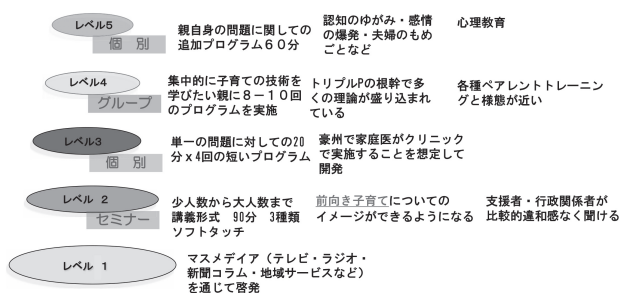 レベル5
個 別
親自身の問題に関しての
追加プログラム６０分
認知のゆがみ・感情
の爆発・夫婦のもめ
ごとなど
心理教育
レベル4
グループ
集中的に子育ての技術を
学びたい親に８－１０回
のプログラムを実施
トリプルPの根幹で多
くの理論が盛り込まれ
ている
各種ペアレントトレーニン
グと様態が近い
レベル3
個 別
単一の問題に対しての20
分ｘ4回の短いプログラム
豪州で家庭医がクリニック
で実施することを想定して
開発
レベル 2
セミナー
少人数から大人数まで
講義形式 90分 3種類
ソフトタッチ
前向き子育てについての
イメージができるようになる
支援者・行政関係者が
比較的違和感なく聞ける
レベル 1
マスメデイア（テレビ・ラジオ・
新聞コラム・地域サービスなど）
を通じて啓発